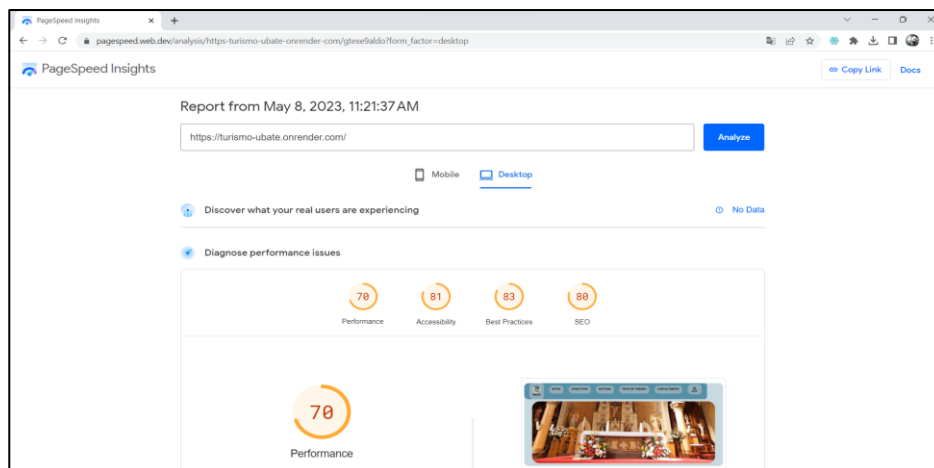 PageSpeed Insights
pagespeed.web.dev/analysis/https-turismo-ubate-onrender-com/gtexe9aldo?form_factor=desktop
PageSpeed Insights
Copy Link
Docs
Report from May 8, 2023, 11:21:37 AM
https://turismo-ubate.onrender.com/
Analyze
Mobile
Desktop
Discover what your real users are experiencing
No Data
Diagnose performance issues
70
81
83
80
Performance
Accessibility
Best Practices
SEO
70
Performance